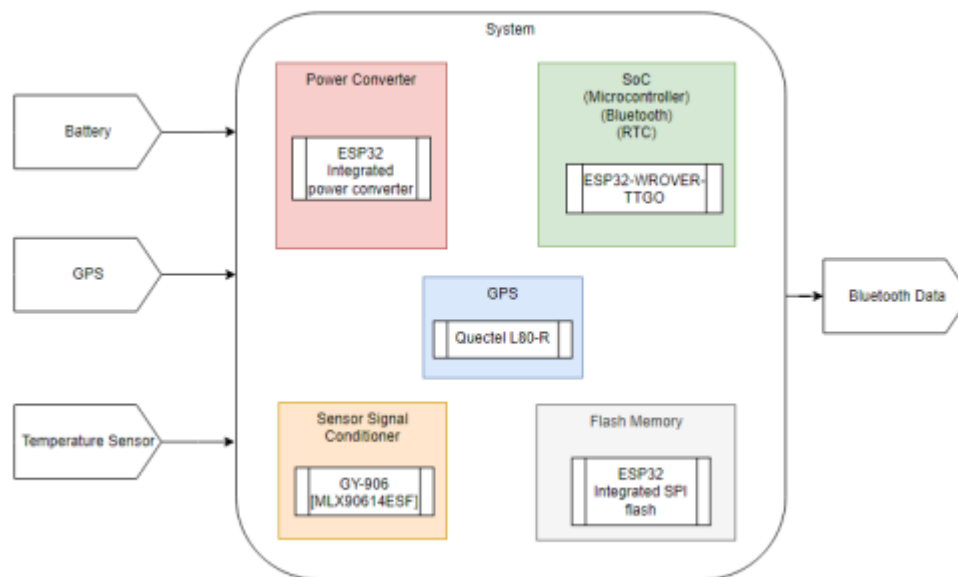 System
Power Converter
ESP32
Integrated
power converter
SoC
(Microcontroller)
(Bluetooth)
(RTC)
ESP32-WROVER-
TTGO
Battery
GPS
GPS
Quectel L80-R
Bluetooth Data
Temperature Sensor
Sensor Signal
Conditioner
GY-906
[MLX90614ESF]
Flash Memory
ESP32
Integrated SPI
flash